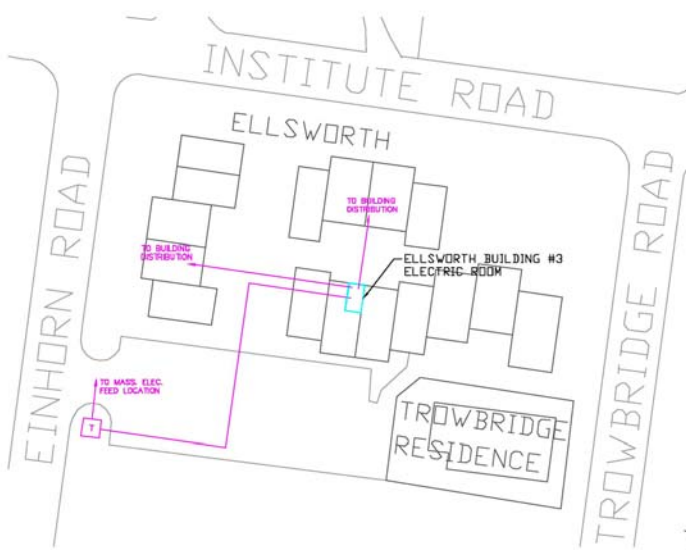 INSTITUTE ROAD
ELLSWORTH
TO BUILDING
DISTRIBUTION
TO BUILDING
DISTRIBUTION
ELLSWORTH BUILDING #3
ELECTRIC ROOM
EINHORN ROAD
TROWBRIDGE ROAD
TO MASS. ELEC.
FEED LOCATION
T
TROWBRIDGE
RESIDENCE